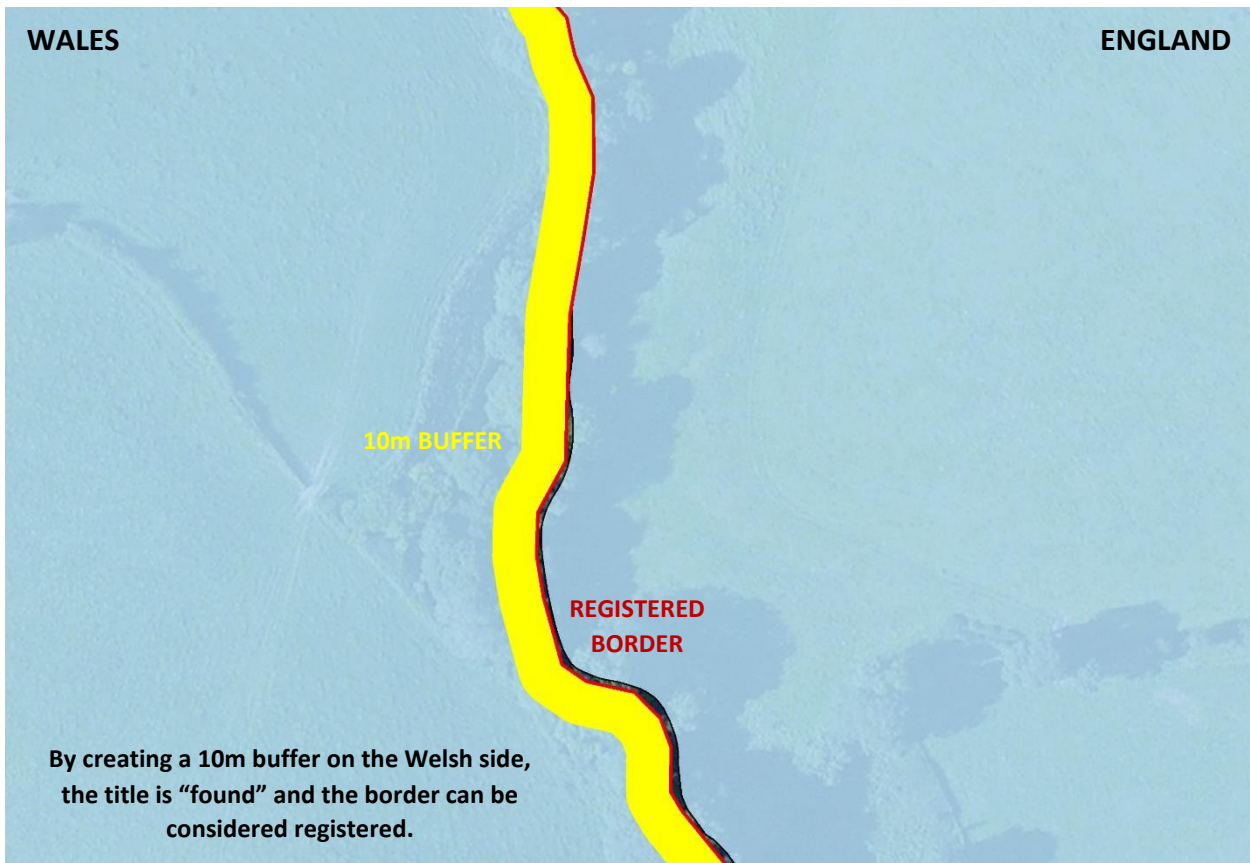 WALES
ENGLAND
10m BUFFER
REGISTERED
BORDER
By creating a 10m buffer on the Welsh side,
the title is “found” and the border can be
considered registered.